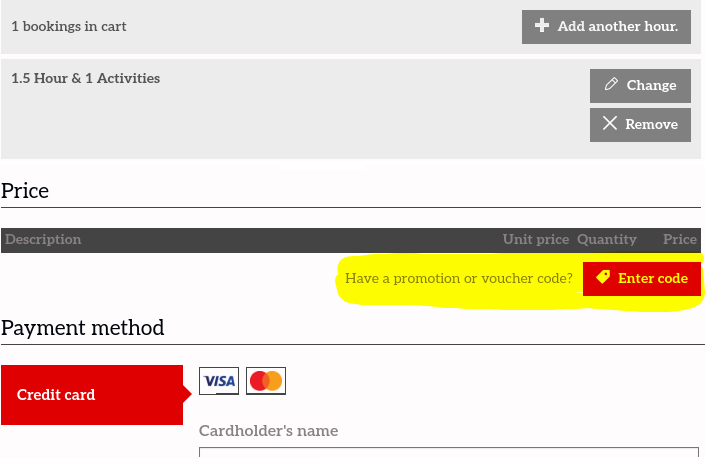 1 bookings in cart
Add another hour.
1.5 Hour & 1 Activities
Change
Remove
Price
Description Unit price Quantity Price
Have a promotion or voucher code? Enter code
Payment method
Credit card
VISA
Cardholder's name